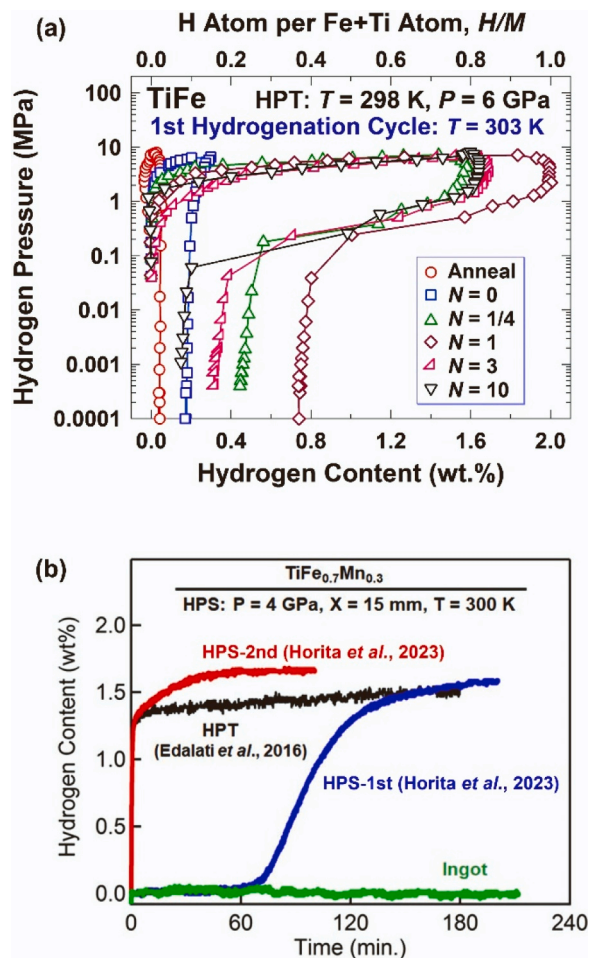 (a)
H Atom per Fe+Ti Atom, H/M
0.0 0.2 0.4 0.6 0.8 1.0
TiFe
HPT: T = 298 K, P = 6 GPa
1st Hydrogenation Cycle: T = 303 K
Hydrogen Pressure (MPa)
100
10
1
0.1
0.01
0.001
0.0001
Anneal
N = 0
N = 1/4
N = 1
N = 3
N = 10
0.0 0.4 0.8 1.2 1.6 2.0
Hydrogen Content (wt.%)
(b)
TiFe0.7Mn0.3
HPS: P = 4 GPa, X = 15 mm, T = 300 K
Hydrogen Content (wt%)
2.0
1.5
1.0
0.5
0.0
HPS-2nd (Horita et al., 2023)
HPT
(Edalati et al., 2016)
HPS-1st (Horita et al., 2023)
Ingot
0 60 120 180 240
Time (min.)